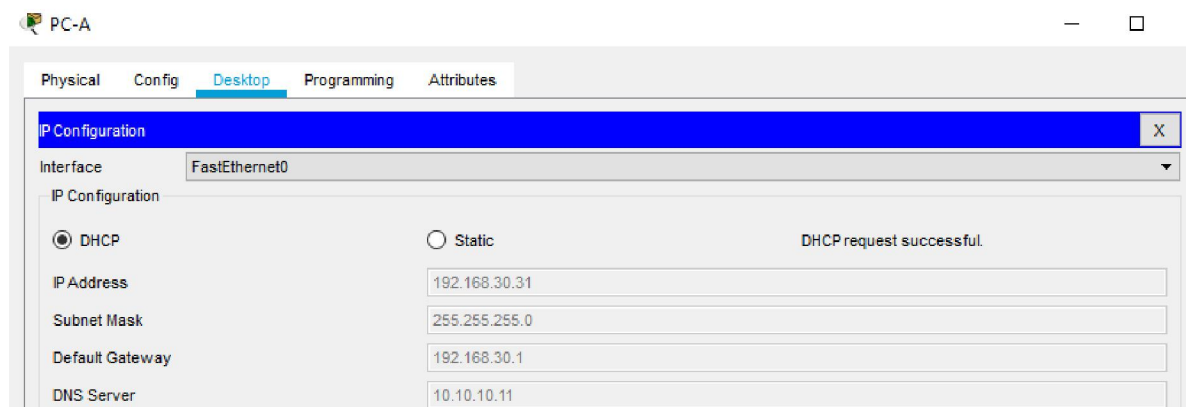 PC-A
Physical Config Desktop Programming Attributes
IP Configuration X
Interface FastEthernet0
IP Configuration
DHCP Static DHCP request successful.
IP Address 192.168.30.31
Subnet Mask 255.255.255.0
Default Gateway 192.168.30.1
DNS Server 10.10.10.11